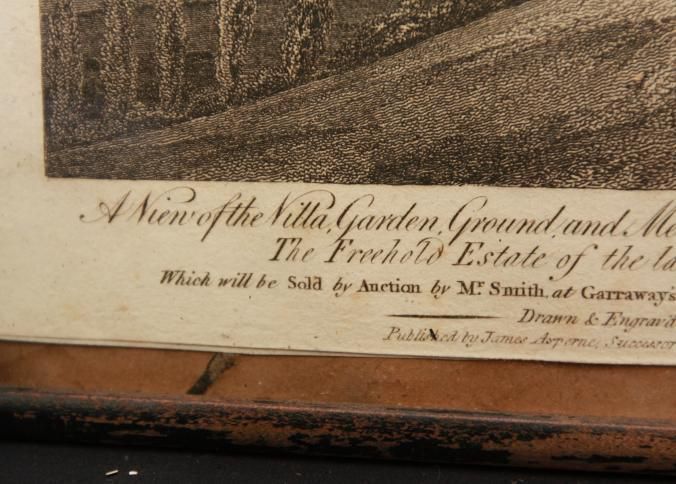 A View of the Villa, Garden, Ground, and Me
The Freehold Estate of the la
Which will be Sold by Auction by Mr. Smith, at Garraway's
Drawn & Engrav'd
Published by James Asperne, Successor